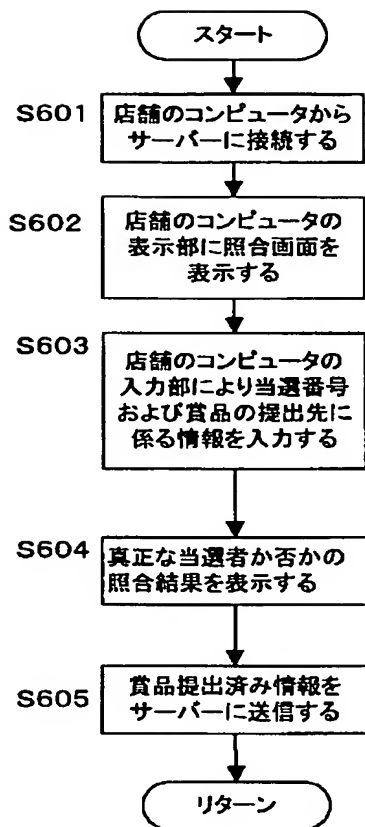 スタート
S601
店舗のコンピュータから
サーバーに接続する
S602
店舗のコンピュータの
表示部に照合画面を
表示する
S603
店舗のコンピュータの
入力部により当選番号
および賞品の提出先に
係る情報を入力する
S604
真正な当選者か否かの
照合結果を表示する
S605
賞品提出済み情報を
サーバーに送信する
リターン